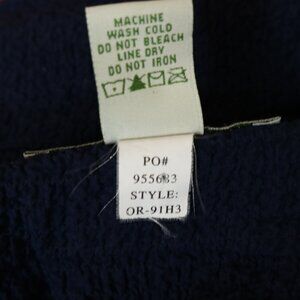 MACHINE
WASH COLD
DO NOT BLEACH
LINE DRY
DO NOT IRON
PO#
955683
STYLE:
OR-91H3